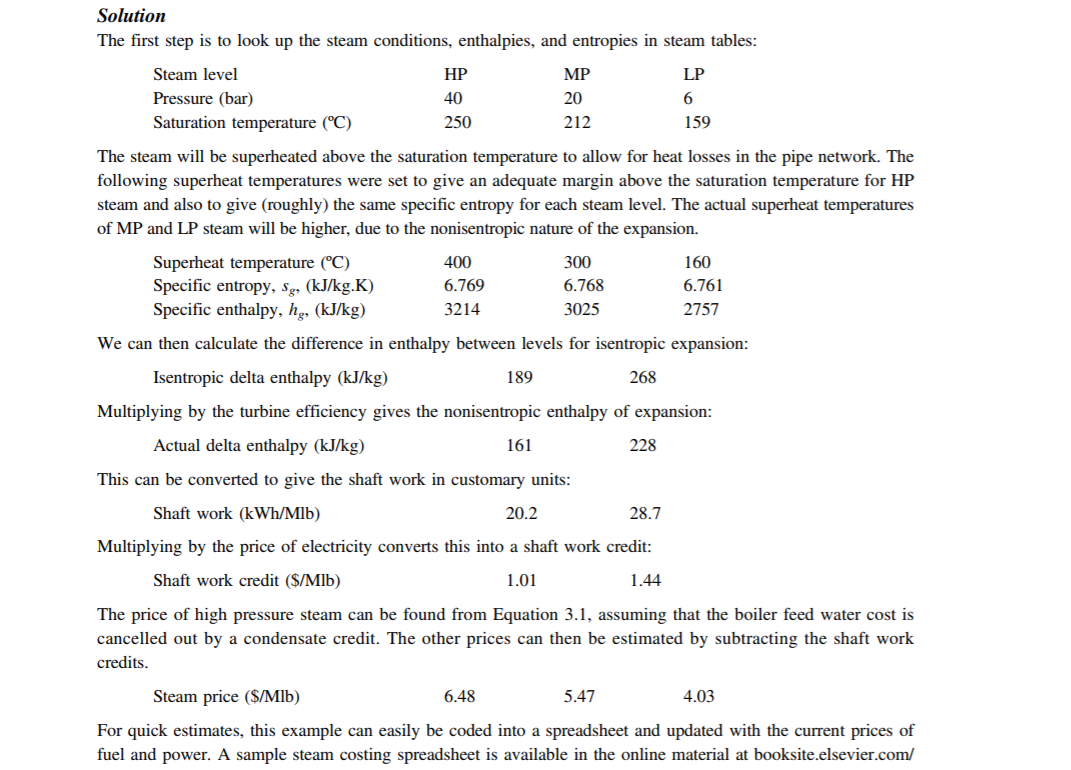 Solution
The first step is to look up the steam conditions, enthalpies, and entropies in steam tables:
Steam level HP MP LP
Pressure (bar) 40 20 6
Saturation temperature (ºC) 250 212 159
The steam will be superheated above the saturation temperature to allow for heat losses in the pipe network. The
following superheat temperatures were set to give an adequate margin above the saturation temperature for HP
steam and also to give (roughly) the same specific entropy for each steam level. The actual superheat temperatures
of MP and LP steam will be higher, due to the nonisentropic nature of the expansion.
Superheat temperature (ºC) 400 300 160
Specific entropy, sg, (kJ/kg.K) 6.769 6.768 6.761
Specific enthalpy, hg, (kJ/kg) 3214 3025 2757
We can then calculate the difference in enthalpy between levels for isentropic expansion:
Isentropic delta enthalpy (kJ/kg) 189 268
Multiplying by the turbine efficiency gives the nonisentropic enthalpy of expansion:
Actual delta enthalpy (kJ/kg) 161 228
This can be converted to give the shaft work in customary units:
Shaft work (kWh/Mlb) 20.2 28.7
Multiplying by the price of electricity converts this into a shaft work credit:
Shaft work credit ($/Mlb) 1.01 1.44
The price of high pressure steam can be found from Equation 3.1, assuming that the boiler feed water cost is
cancelled out by a condensate credit. The other prices can then be estimated by subtracting the shaft work
credits.
Steam price ($/Mlb) 6.48 5.47 4.03
For quick estimates, this example can easily be coded into a spreadsheet and updated with the current prices of
fuel and power. A sample steam costing spreadsheet is available in the online material at booksite.elsevier.com/